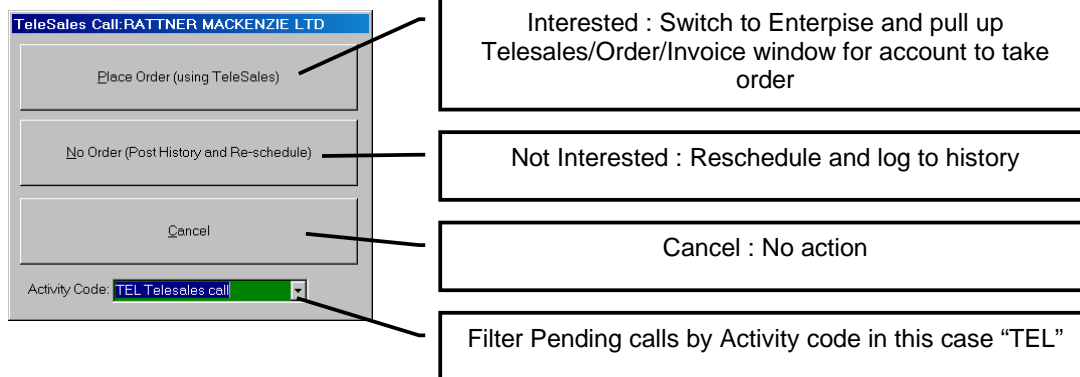 TeleSales Call:RATTNER MACKENZIE LTD
Place Order (using TeleSales)
No Order (Post History and Re-schedule)
Cancel
Activity Code: TEL Telesales call
Interested : Switch to Enterpise and pull up
Telesales/Order/Invoice window for account to take
order
Not Interested : Reschedule and log to history
Cancel : No action
Filter Pending calls by Activity code in this case “TEL”